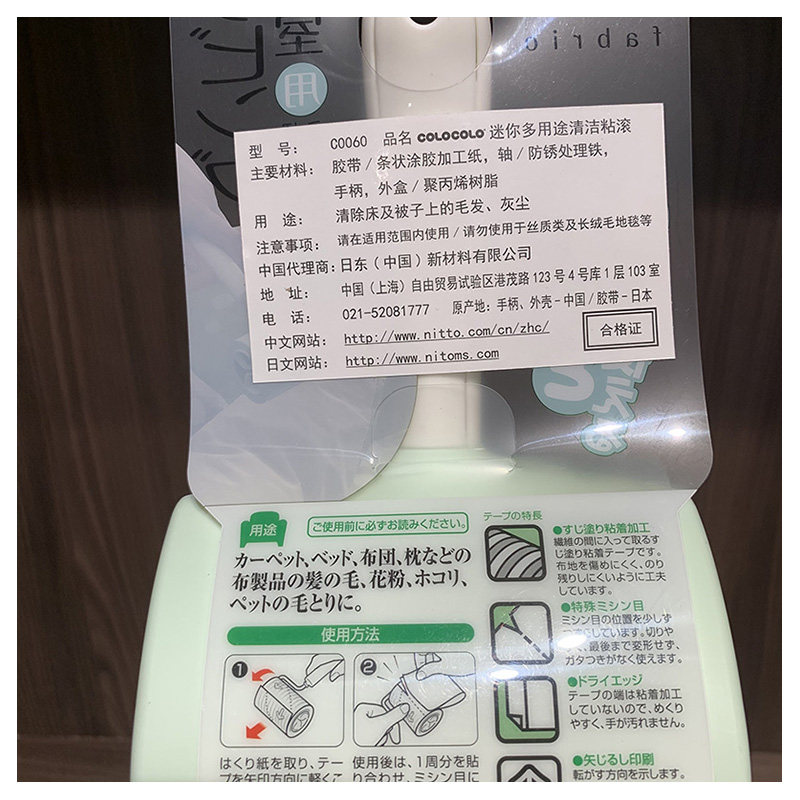 fabric
室
用
型 号: C0060 品名 COLOCOLO® 迷你多用途清洁粘滚
主要材料: 胶带/条状涂胶加工纸，轴/防锈处理铁，
手柄，外盒/聚丙烯树脂
用 途: 清除床及被子上的毛发、灰尘
注意事项: 请在适用范围内使用/请勿使用于丝质类及长绒毛地毯等
中国代理商:日东（中国）新材料有限公司
地 址: 中国（上海）自由贸易试验区港茂路123号4号库1层103室
电 话: 021-52081777 原产地:手柄、外壳-中国/胶带-日本
中文网站: http://www.nitto.com/cn/zhc/
日文网站: http://www.nitoms.com
合格证
用途
ご使用前に必ずお読みください。
カーペット、ベッド、布団、枕などの
布製品の髪の毛、花粉、ホコリ、
ペットの毛とりに。
使用方法
1
2
はくり紙を取り、テー
プを矢印方向に軽くこ
使用後は、1周分を貼
り合わせ、ミシン目に
テープの特長
●すじ塗り粘着加工
繊維の間に入って取るす
じ塗り粘着テープです。
布地を傷めにくく、のり
残りしにくいように工夫
しています。
●特殊ミシン目
ミシン目の位置を少しず
しています。切りや
、最後まで変形せず、
ガタつきがなく使えます。
●ドライエッジ
テープの端は粘着加工
していないので、めくり
やすく、手が汚れません。
●矢じるし印刷
転がす方向を示します。